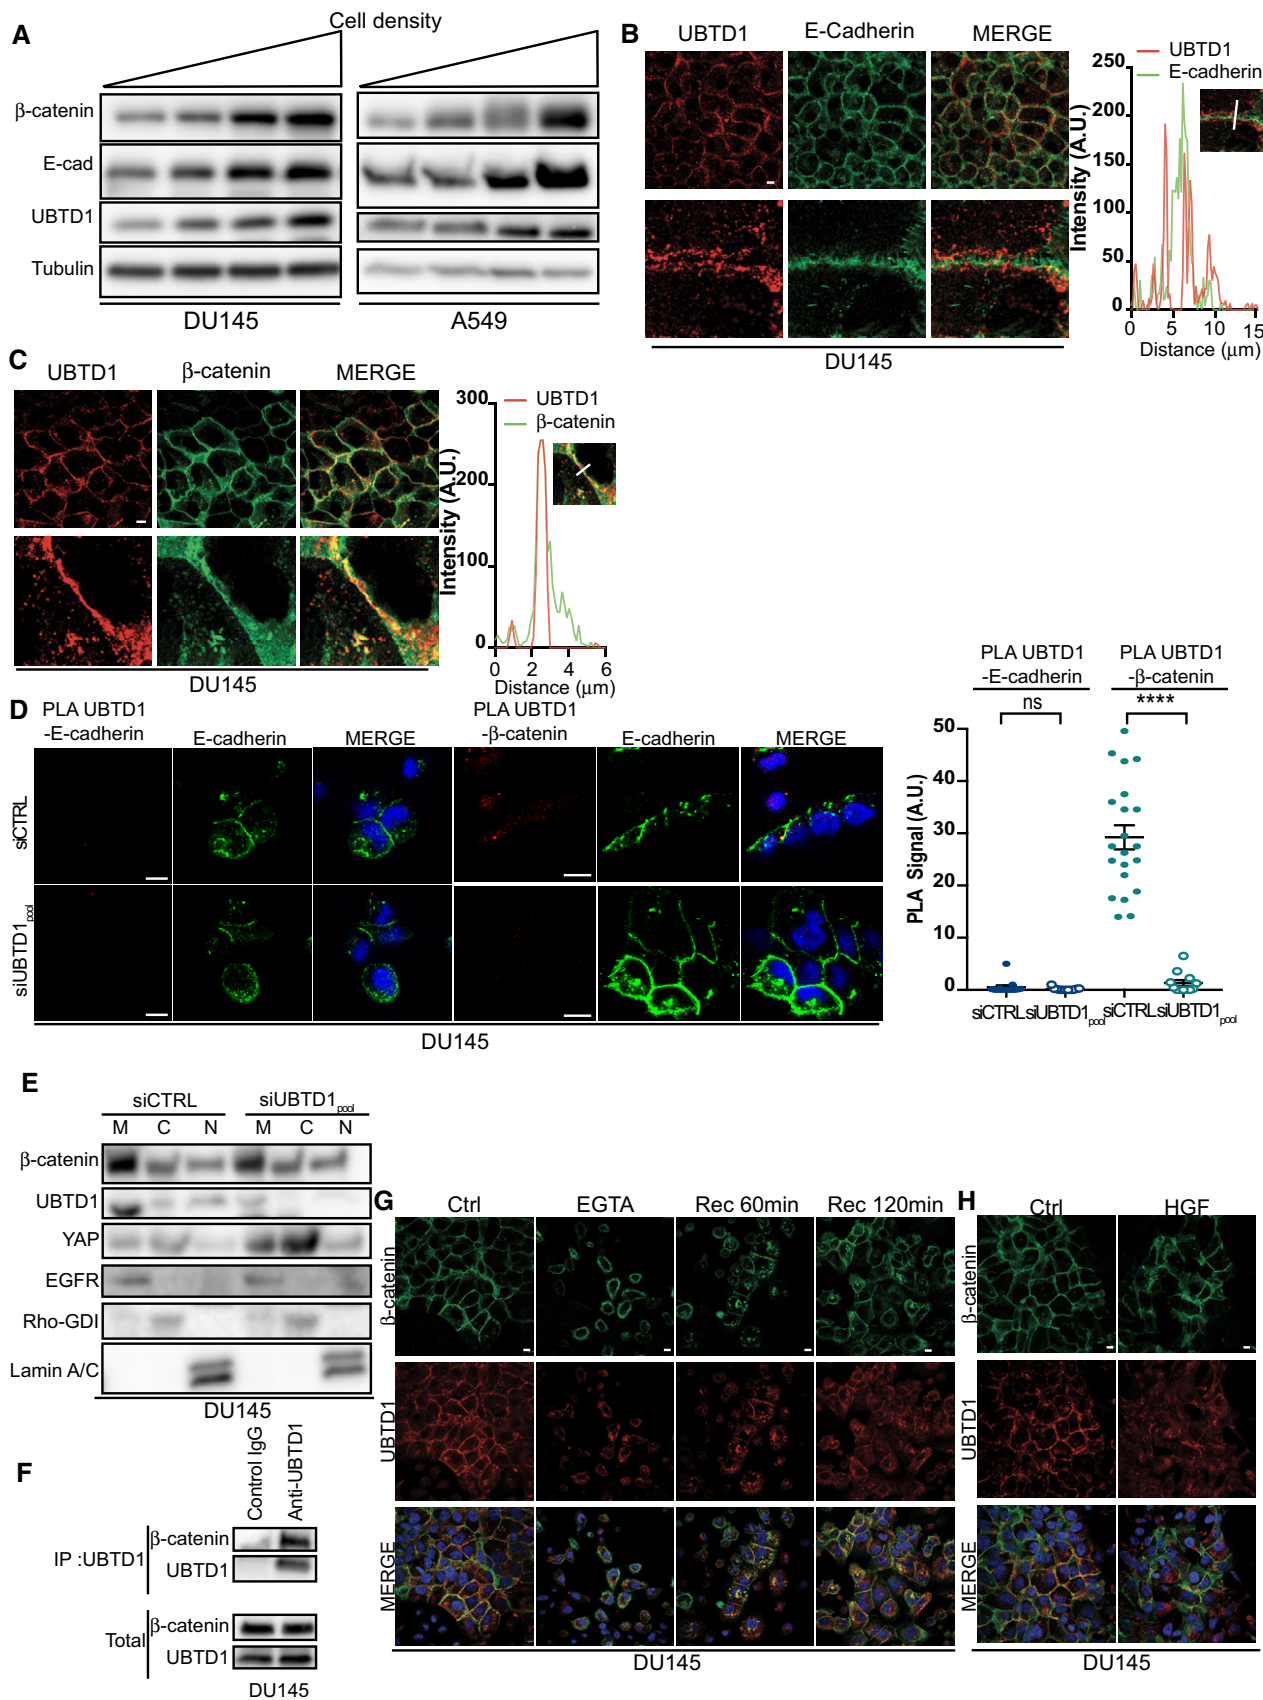 A
Cell density
β-catenin
E-cad
UBTD1
Tubulin
DU145
A549
B
UBTD1
E-Cadherin
MERGE
DU145
UBTD1
E-cadherin
Intensity (A.U.)
250
200
150
100
50
0
0 5 10 15
Distance (μm)
C
UBTD1
β-catenin
MERGE
DU145
UBTD1
β-catenin
Intensity (A.U.)
300
200
100
0
0 2 4 6
Distance (μm)
D
PLA UBTD1
-E-cadherin
E-cadherin
MERGE
PLA UBTD1
-β-catenin
E-cadherin
MERGE
siCTRL
siUBTD1pool
DU145
PLA UBTD1
-E-cadherin
PLA UBTD1
-β-catenin
ns
****
PLA Signal (A.U.)
50
40
30
20
10
0
siCTRL siUBTD1pool siCTRL siUBTD1pool
E
siCTRL
siUBTD1pool
M C N M C N
β-catenin
UBTD1
YAP
EGFR
Rho-GDI
Lamin A/C
DU145
F
Control IgG
Anti-UBTD1
IP :UBTD1
β-catenin
UBTD1
Total
β-catenin
UBTD1
DU145
G
Ctrl
EGTA
Rec 60min
Rec 120min
β-catenin
UBTD1
MERGE
DU145
H
Ctrl
HGF
β-catenin
UBTD1
MERGE
DU145